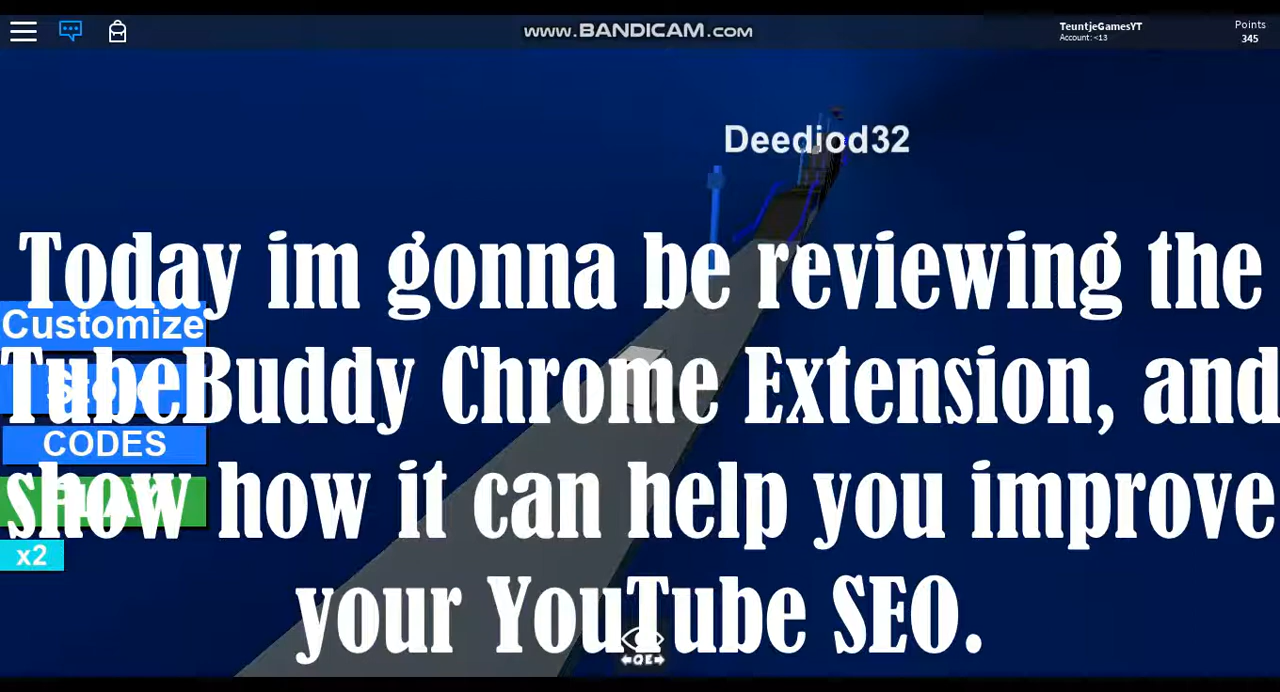 www.BANDICAM.com
TeuntjeGamesYT
Account: <13
Points
345
Deediod32
Today im gonna be reviewing the
TubeBuddy Chrome Extension, and
show how it can help you improve
your YouTube SEO.
Customize
CODES
x2
QE